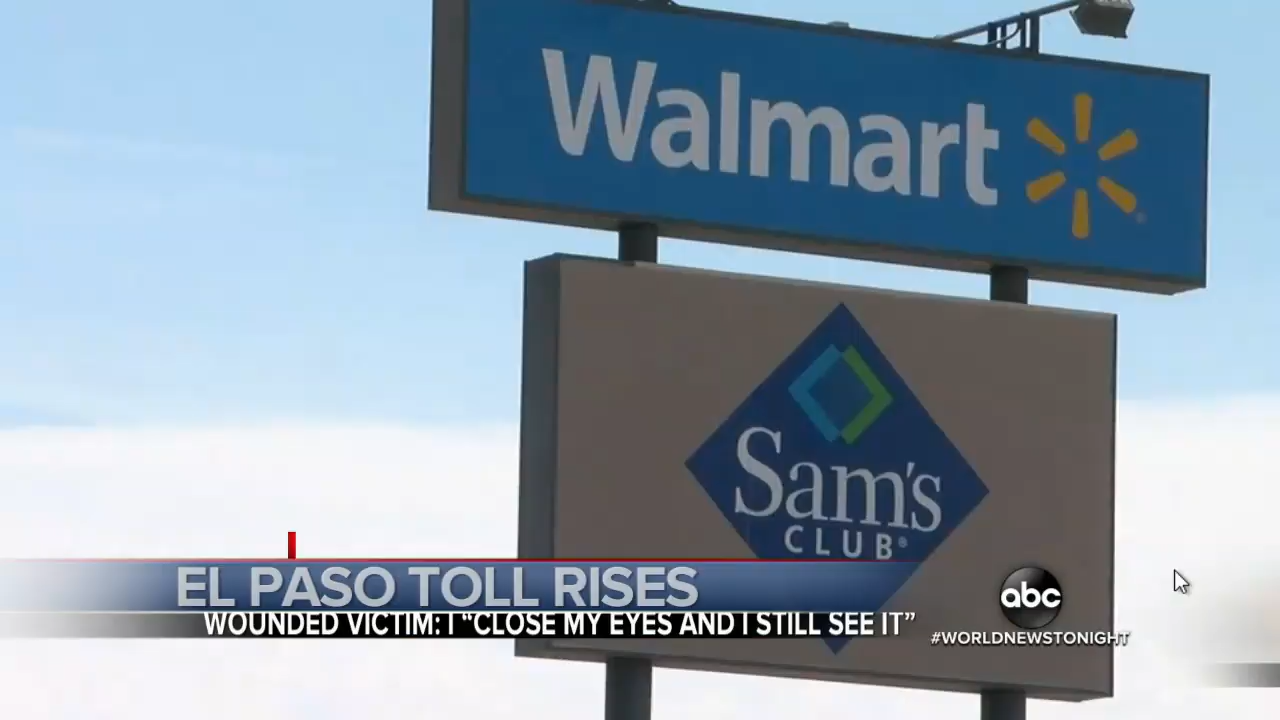 Walmart
Sam's
CLUB®
EL PASO TOLL RISES
WOUNDED VICTIM: I “CLOSE MY EYES AND I STILL SEE IT”
abc
#WORLDNEWSTONIGHT